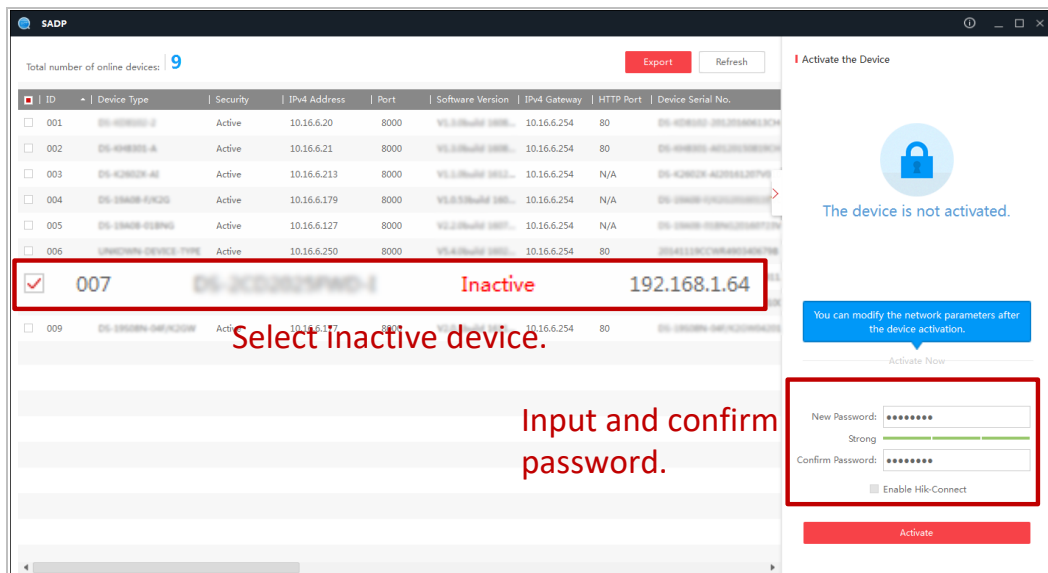 SADP
Total number of online devices: 9
Export
Refresh
ID Device Type Security IPv4 Address Port Software Version IPv4 Gateway HTTP Port Device Serial No.
001 Active 10.16.6.20 8000 10.16.6.254 80
002 Active 10.16.6.21 8000 10.16.6.254 80
003 Active 10.16.6.213 8000 10.16.6.254 N/A
004 Active 10.16.6.179 8000 10.16.6.254 N/A
005 Active 10.16.6.127 8000 10.16.6.254 N/A
006 Active 10.16.6.250 8000 10.16.6.254 80
007 Inactive 192.168.1.64
009 Active 8000 10.16.6.254 80
Select inactive device.
Input and confirm
password.
Activate the Device
The device is not activated.
You can modify the network parameters after
the device activation.
Activate Now
New Password: ••••••••
Strong
Confirm Password: ••••••••
Enable Hik-Connect
Activate